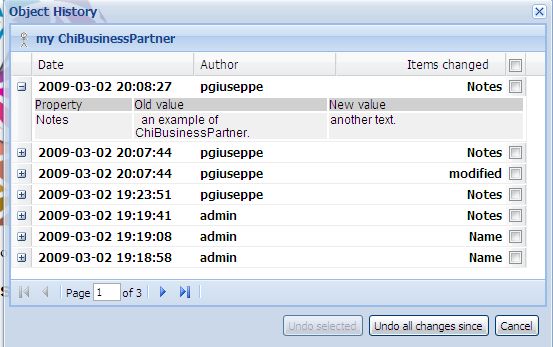 Object History
my ChiBusinessPartner
Date Author Items changed
2009-03-02 20:08:27 pgiuseppe Notes
Property Old value New value
Notes an example of another text.
ChiBusinessPartner.
2009-03-02 20:07:44 pgiuseppe Notes
2009-03-02 20:07:44 pgiuseppe modified
2009-03-02 19:23:51 pgiuseppe Notes
2009-03-02 19:19:41 admin Notes
2009-03-02 19:19:08 admin Name
2009-03-02 19:18:58 admin Name
Page 1 of 3
Undo selected Undo all changes since Cancel